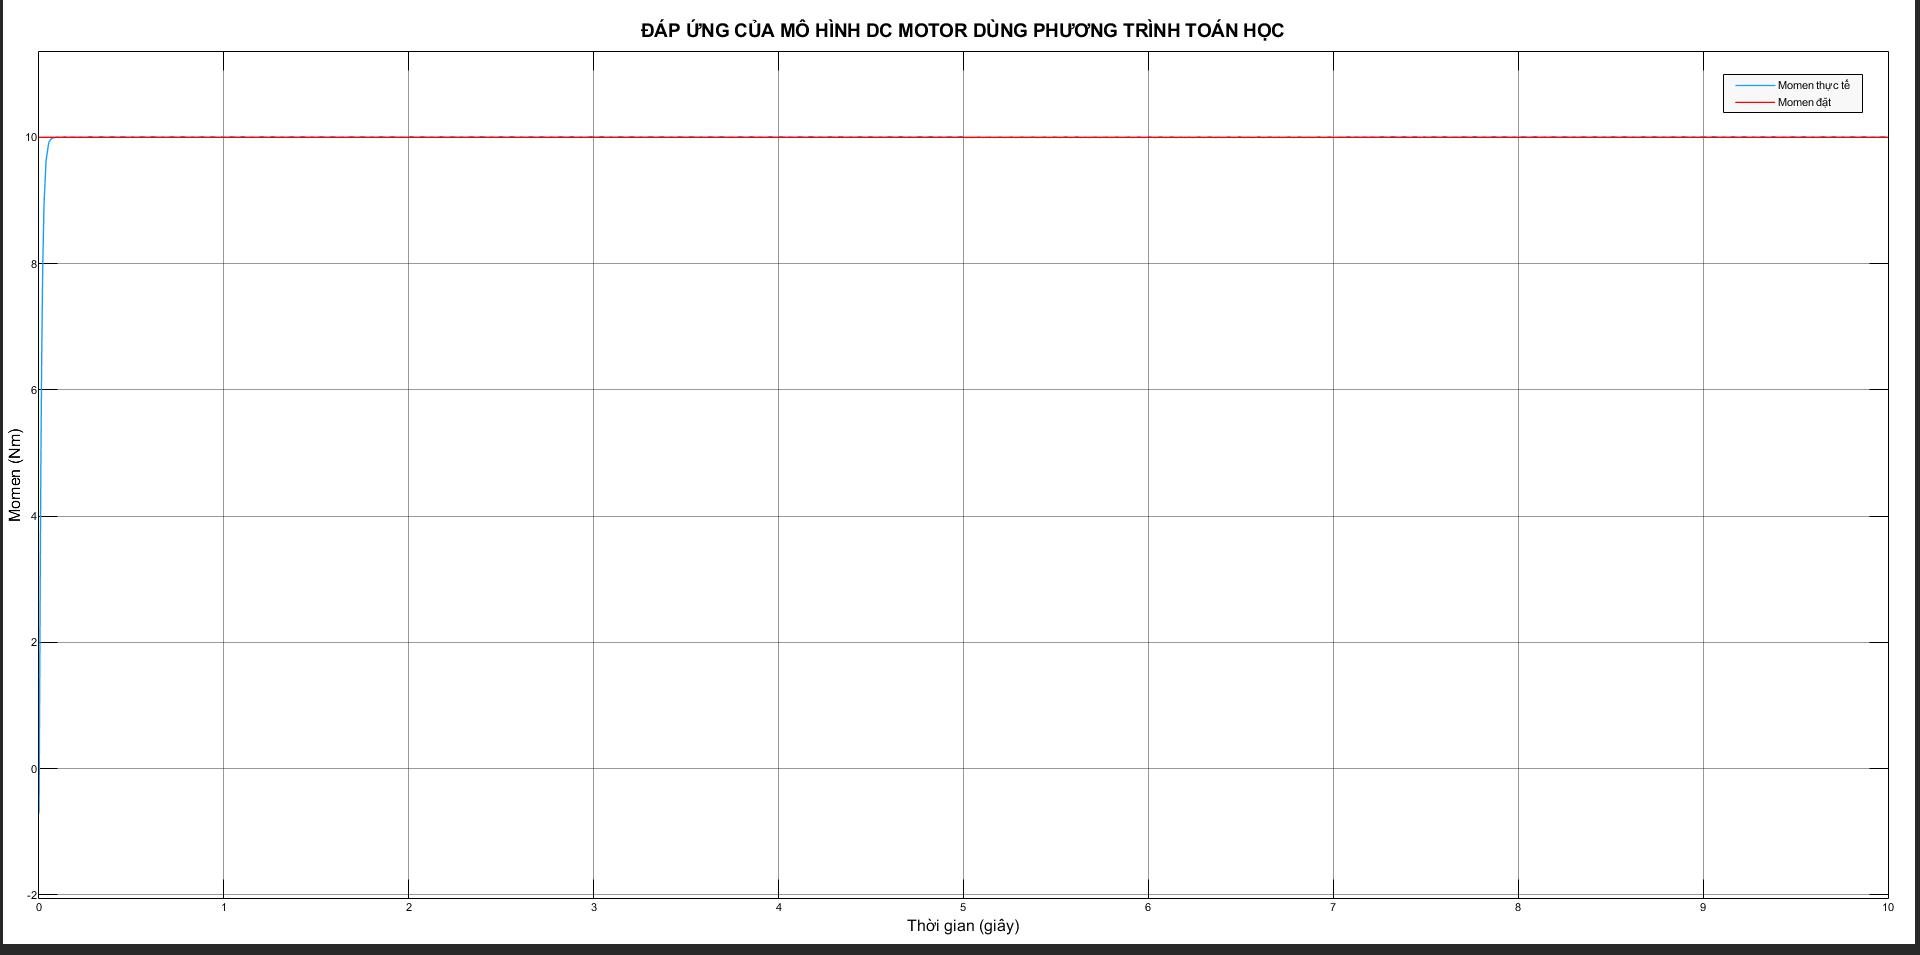 ĐÁP ỨNG CỦA MÔ HÌNH DC MOTOR DÙNG PHƯƠNG TRÌNH TOÁN HỌC
Momen thực tế
Momen đặt
10
8
6
4
2
0
-2
Momen (Nm)
0 1 2 3 4 5 6 7 8 9 10
Thời gian (giây)